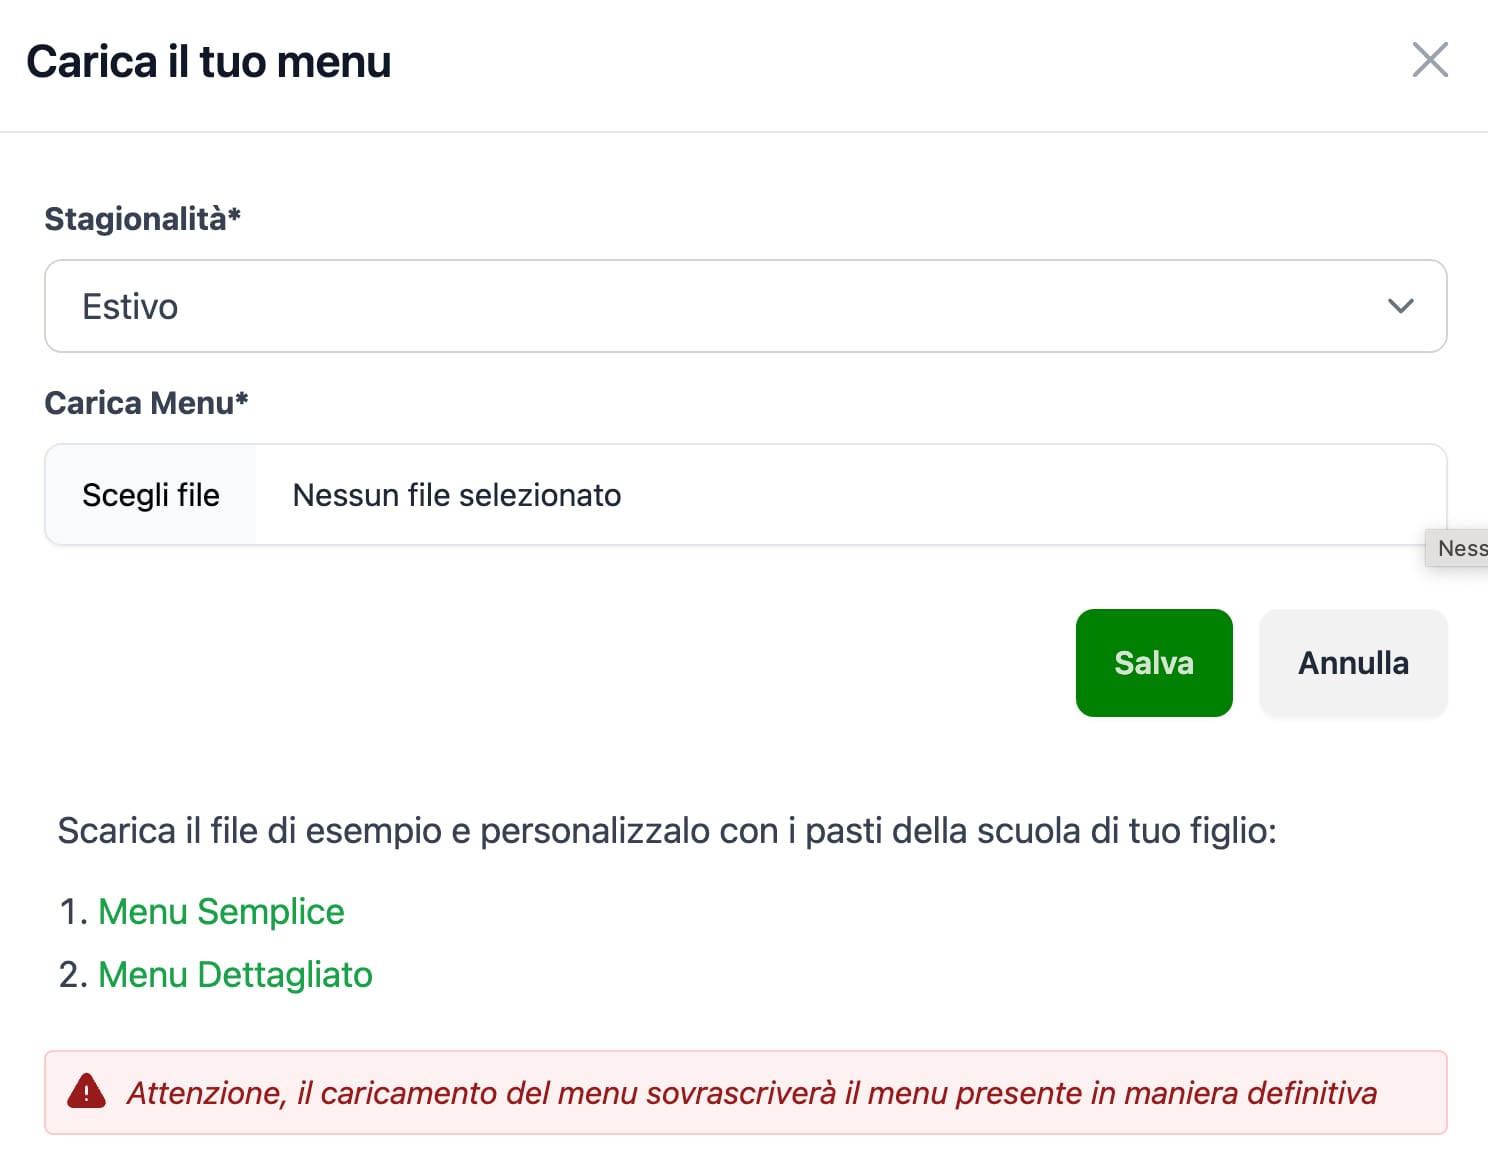 Carica il tuo menu
Stagionalità*
Estivo
Carica Menu*
Scegli file Nessun file selezionato
Ness
Salva Annulla
Scarica il file di esempio e personalizzalo con i pasti della scuola di tuo figlio:
1. Menu Semplice
2. Menu Dettagliato
Attenzione, il caricamento del menu sovrascriverà il menu presente in maniera definitiva